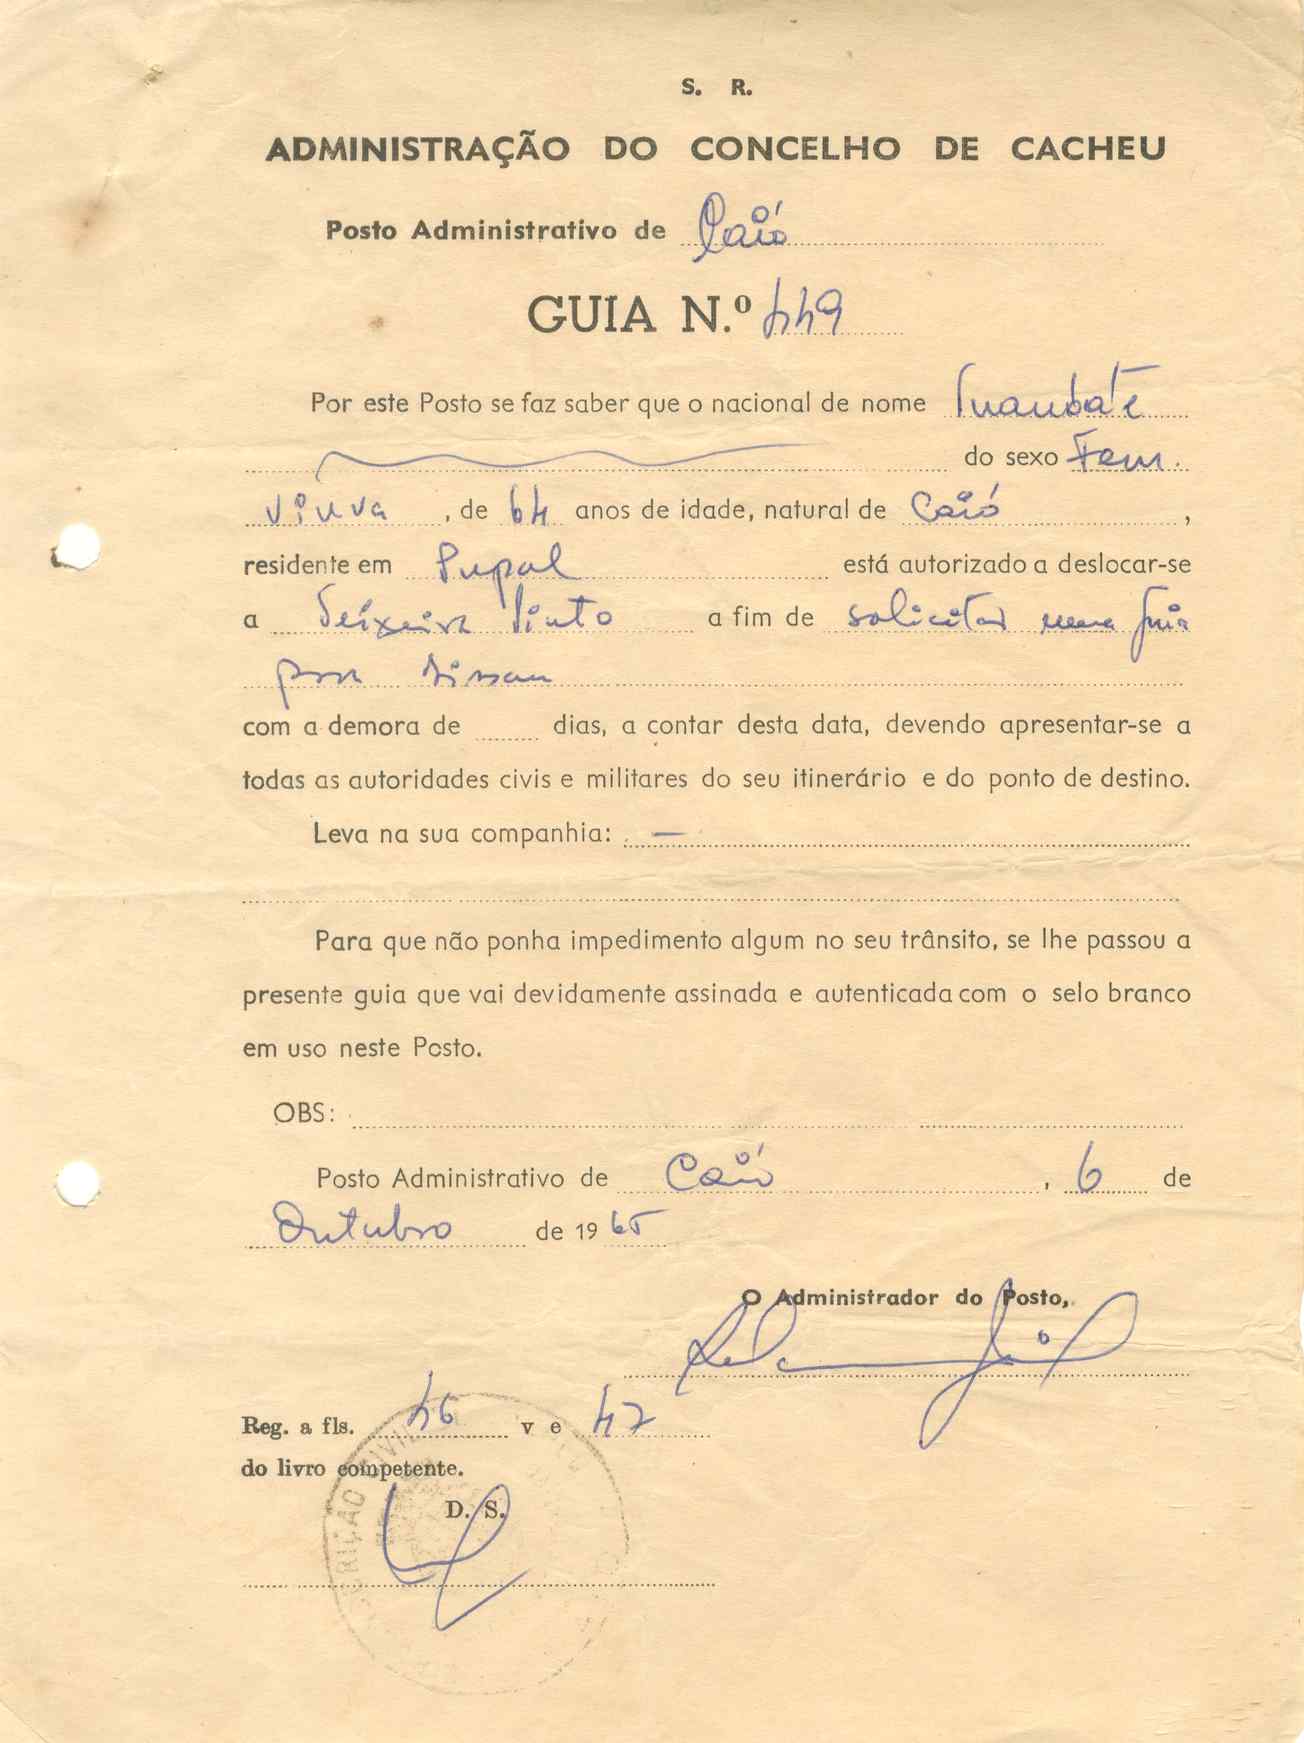 S. R.
ADMINISTRAÇÃO DO CONCELHO DE CACHEU
Posto Administrativo de Caió
GUIA N.º 449
Por este Posto se faz saber que o nacional de nome
do sexo Fem.
viuva, de 64 anos de idade, natural de Caió,
residente em Pupal está autorizado a deslocar-se
a Teixeira Pinto a fim de solicitar uma guia
para Bissau
com a demora de dias, a contar desta data, devendo apresentar-se a
todas as autoridades civis e militares do seu itinerário e do ponto de destino.
Leva na sua companhia: —
Para que não ponha impedimento algum no seu trânsito, se lhe passou a
presente guia que vai devidamente assinada e autenticada com o selo branco
em uso neste Posto.
OBS:
Posto Administrativo de Caió, 6 de
Outubro de 1965
O Administrador do Posto,
Reg. a fls. 46 v e 47
do livro competente.
D. S.